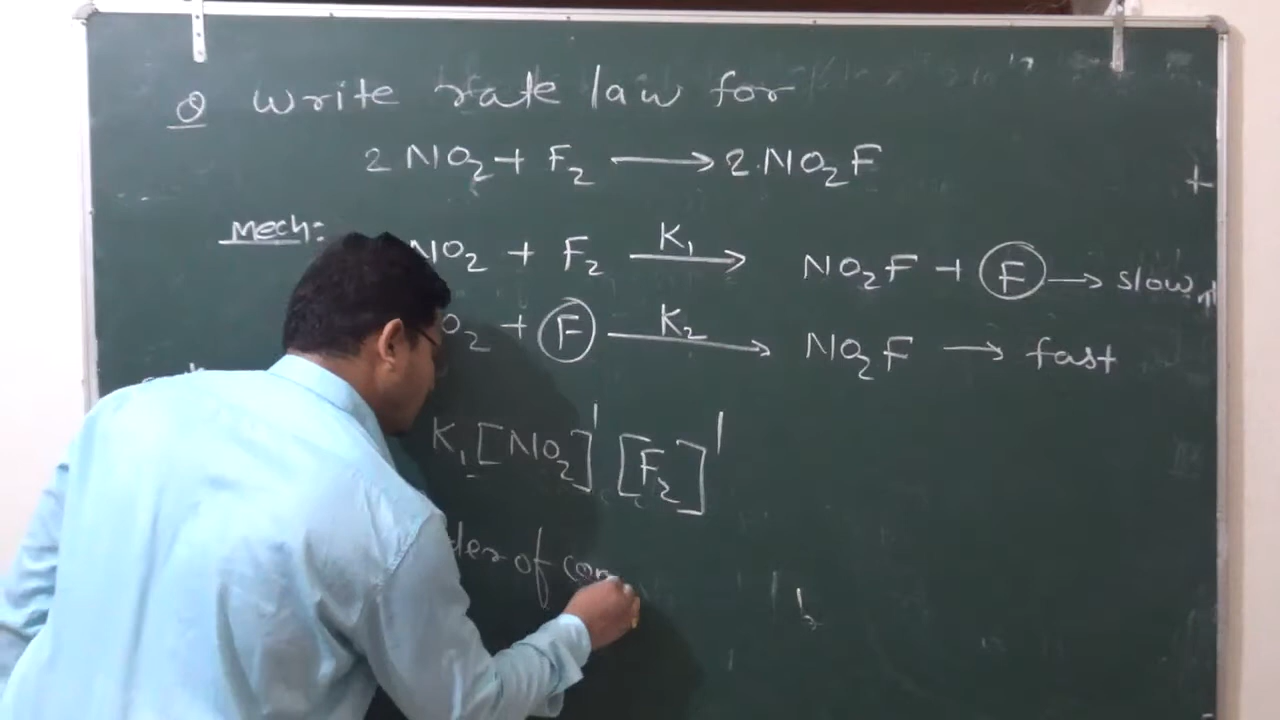 Q Write rate law for
2 NO₂ + F₂ ⟶ 2.NO₂F
Mech:
NO₂ + F₂ K₁⟶ NO₂F + F → slow
O₂ + F K₂⟶ NO₂F → fast
K₁[NO₂]¹ [F₂]¹
der of com